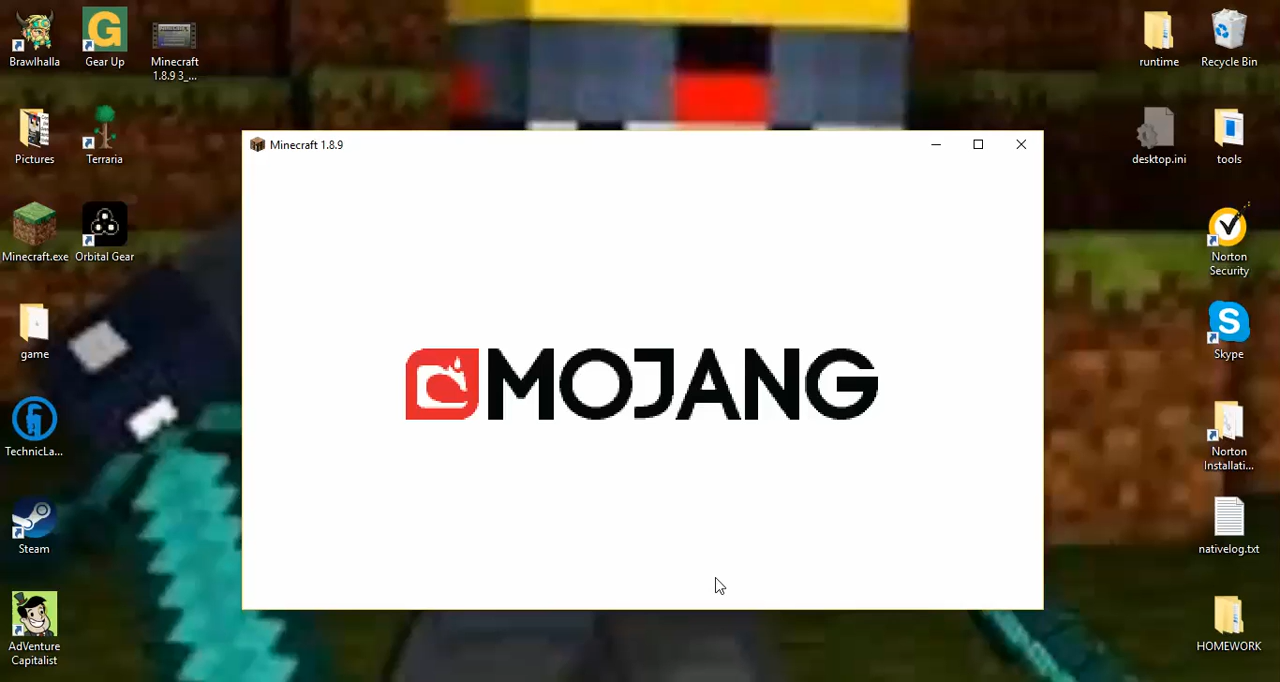 Brawlhalla
Gear Up
Minecraft
1.8.9 3_...
runtime
Recycle Bin
Pictures
Terraria
Minecraft 1.8.9
desktop.ini
tools
Minecraft.exe
Orbital Gear
Norton
Security
game
MOJANG
Skype
TechnicLa...
Norton
Installati...
Steam
nativelog.txt
AdVenture
Capitalist
HOMEWORK